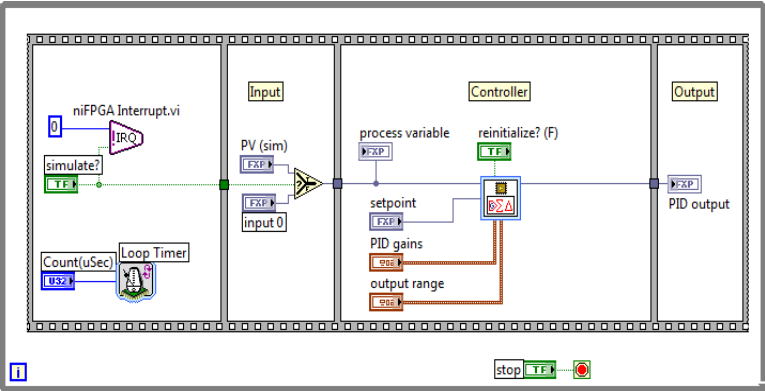 Input
Controller
Output
niFPGA Interrupt.vi
0
!IRQ
process variable
reinitialize? (F)
PV (sim)
FXP
TF
simulate?
FXP
TF
FXP
PID output
setpoint
FXP
input 0
FXP
PID gains
Loop Timer
Count(uSec)
U32
output range
i
stop
TF